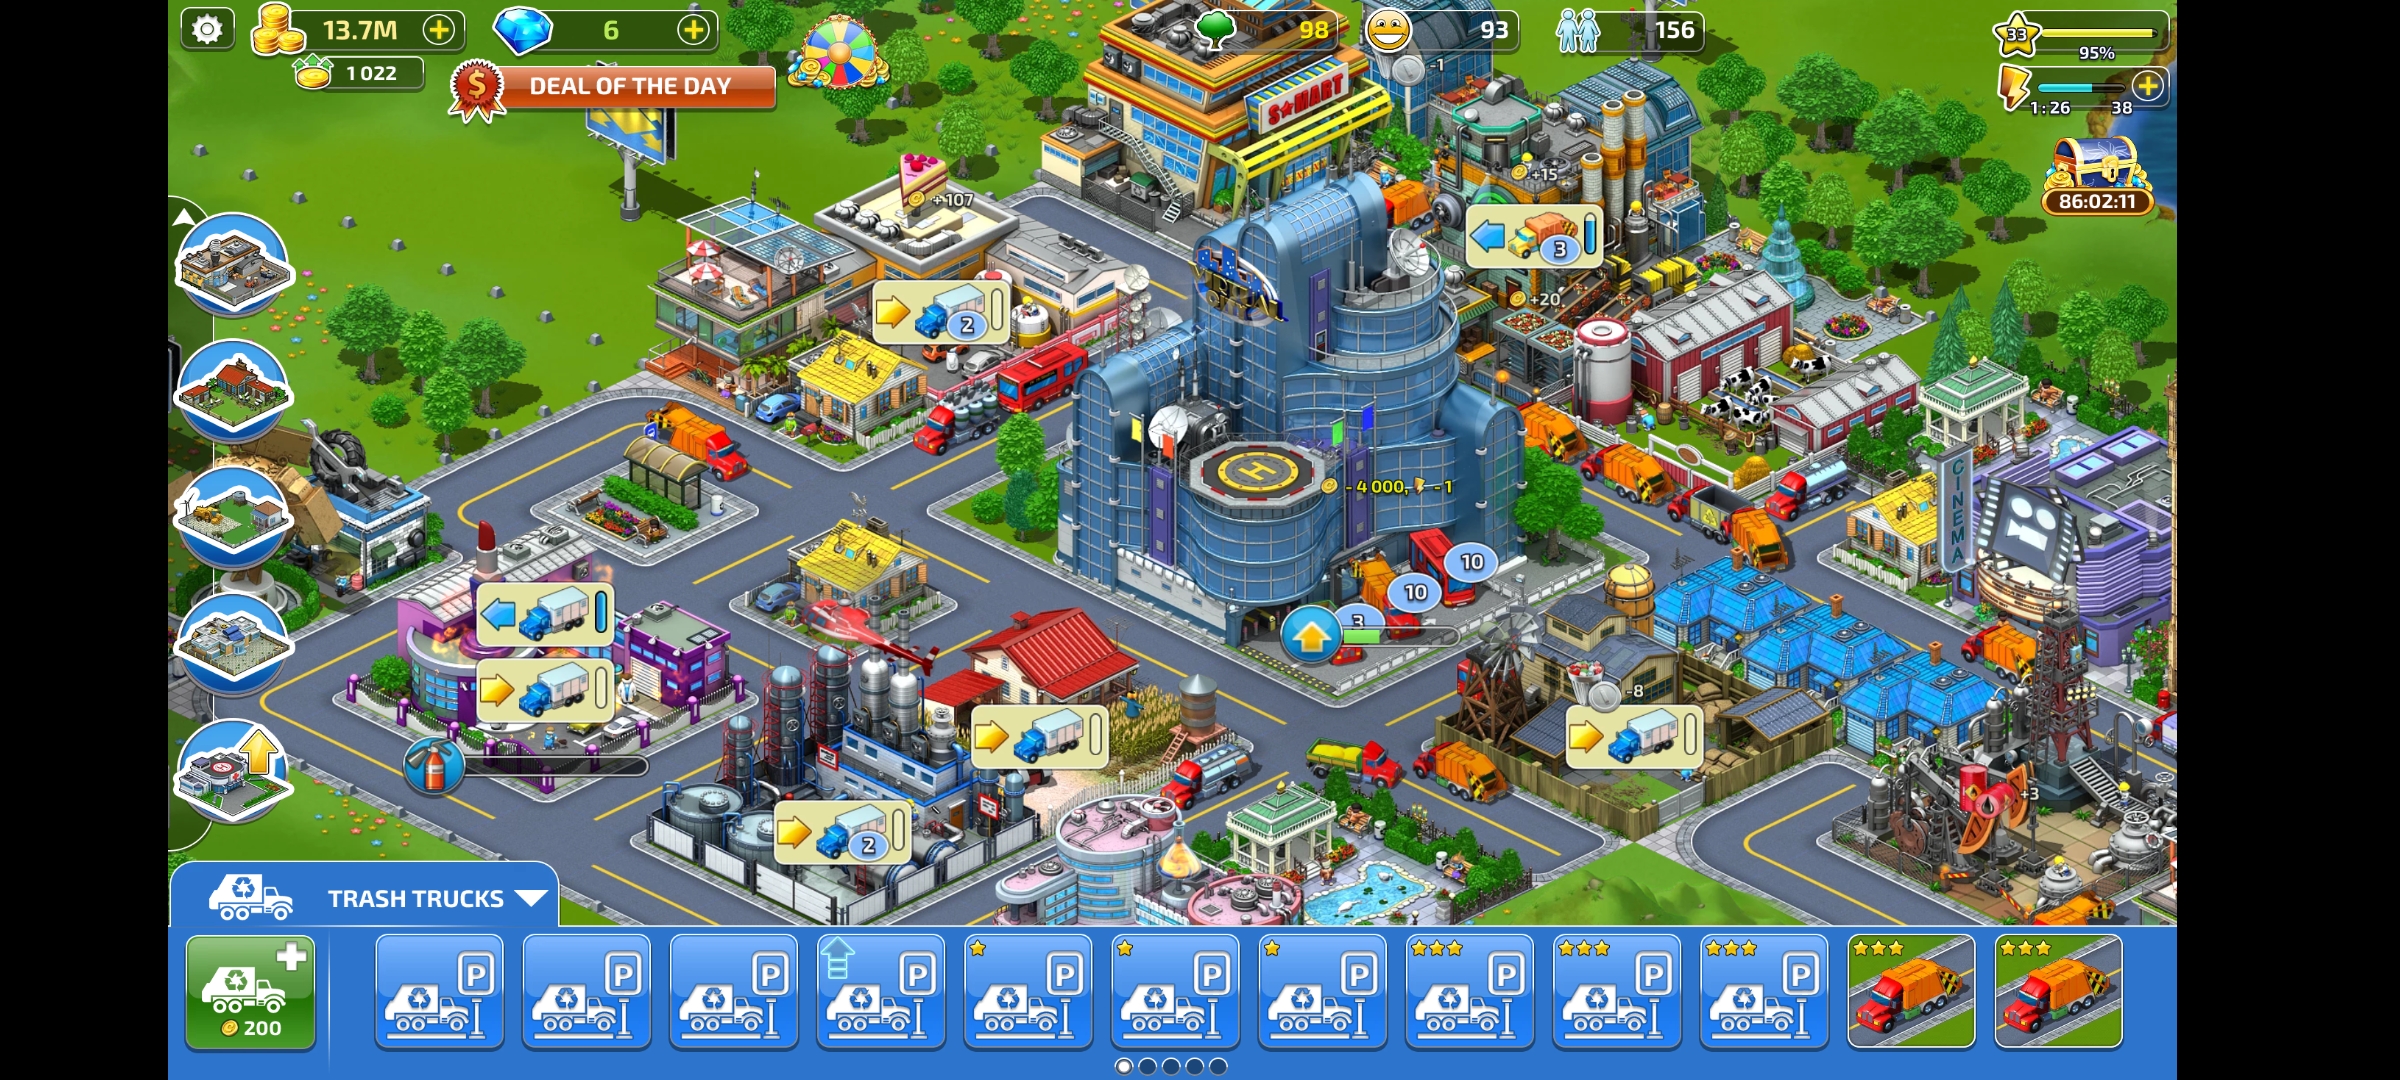 13.7M
6
98
93
156
33
95%
1 022
DEAL OF THE DAY
S★MART
-1
1:26
38
+15
86:02:11
+107
3
2
+20
CINEMA
H
- 4 000, - 1
10
10
3
-8
2
+3
TRASH TRUCKS
200
P
P
P
P
P
P
P
P
P
P